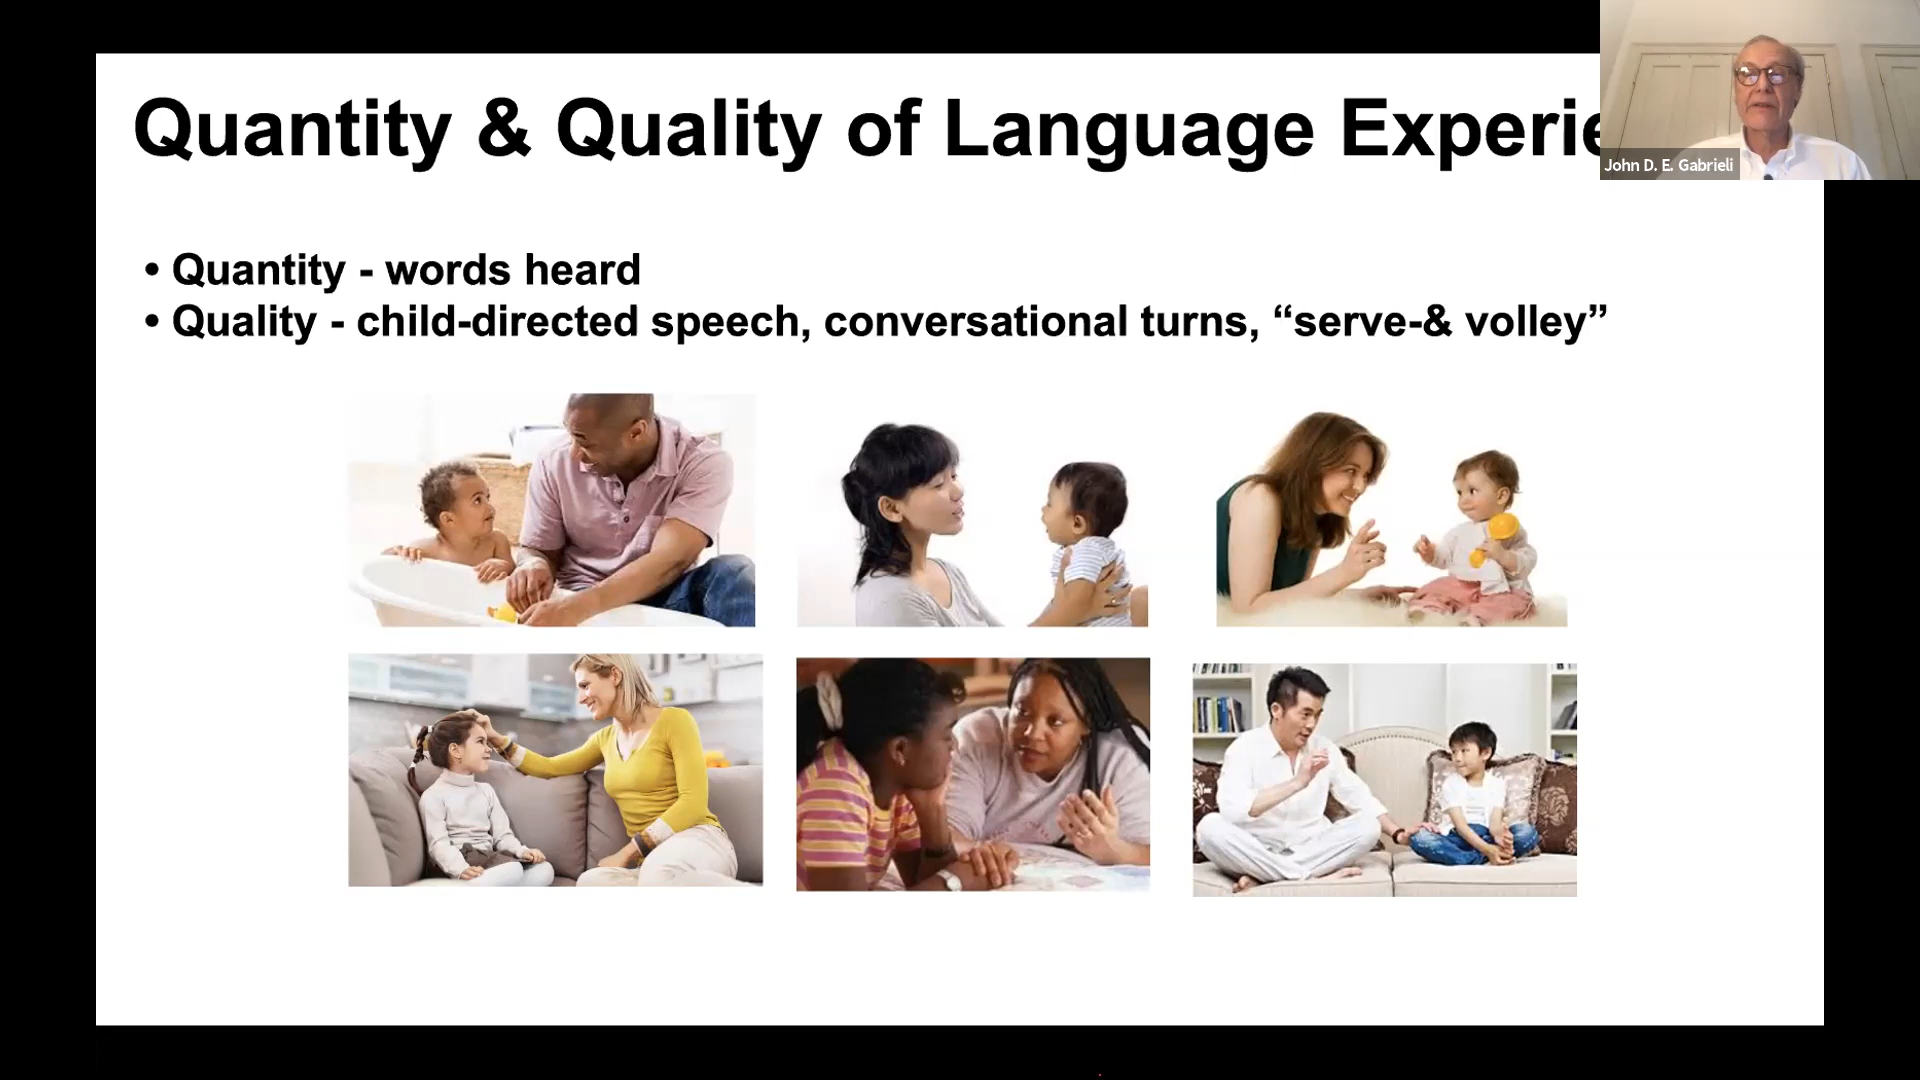 Quantity & Quality of Language Experie
John D. E. Gabrieli
• Quantity - words heard
• Quality - child-directed speech, conversational turns, “serve-& volley”